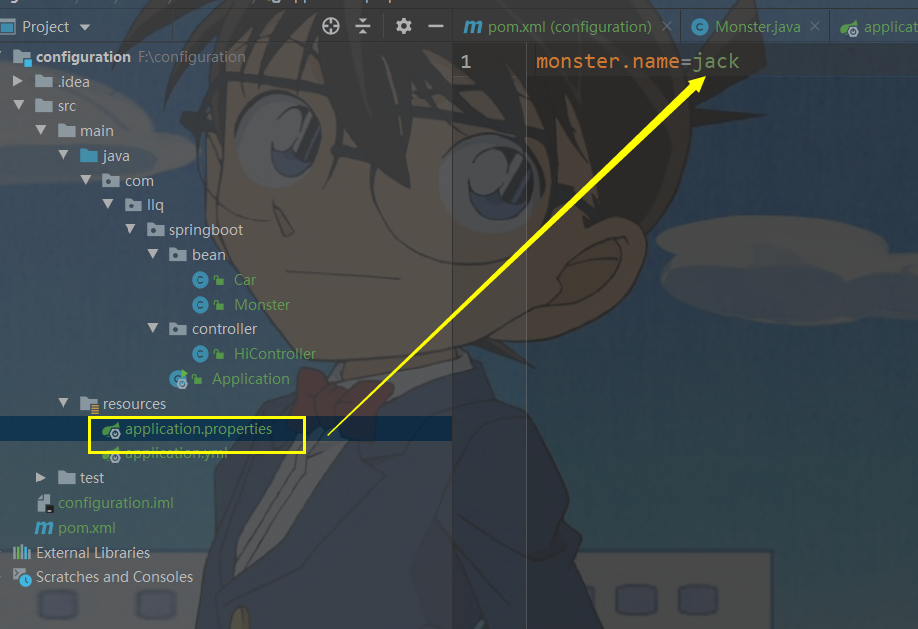 Project
pom.xml (configuration)
Monster.java
applicat
configuration F:\configuration
.idea
src
main
java
com
llq
springboot
bean
Car
Monster
controller
HiController
Application
resources
application.properties
application.yml
test
configuration.iml
pom.xml
External Libraries
Scratches and Consoles
1
monster.name=jack